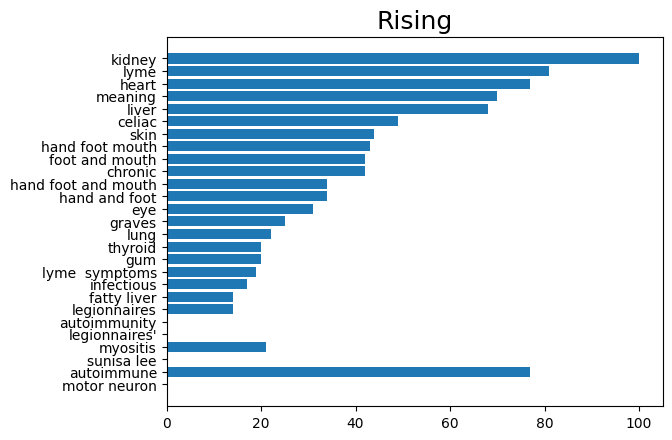 Rising
kidney
lyme
heart
meaning
liver
celiac
skin
hand foot mouth
foot and mouth
chronic
hand foot and mouth
hand and foot
eye
graves
lung
thyroid
gum
lyme  symptoms
infectious
fatty liver
legionnaires
autoimmunity
legionnaires'
myositis
sunisa lee
autoimmune
motor neuron
0 20 40 60 80 100